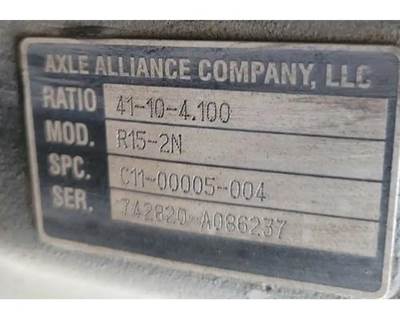 AXLE ALLIANCE COMPANY, LLC
RATIO 41-10-4.100
MOD. R15-2N
SPC. C11-00005-004
SER. 742820 A086237